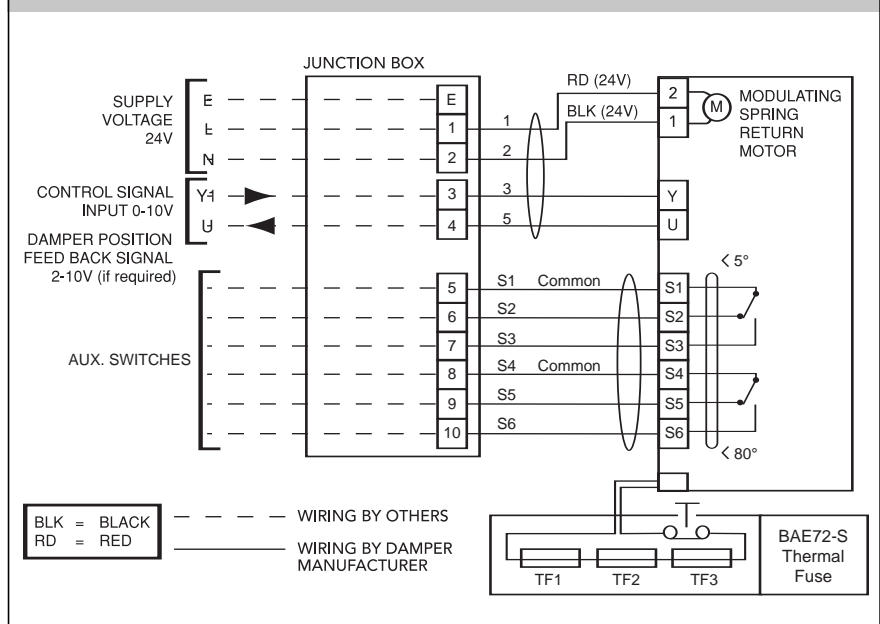 JUNCTION BOX
SUPPLY
VOLTAGE
24V
E
L
N
E
1
2
1
2
RD (24V)
BLK (24V)
2
1
M
MODULATING
SPRING
RETURN
MOTOR
CONTROL SIGNAL
INPUT 0-10V
Y1
U
3
4
3
5
Y
U
DAMPER POSITION
FEED BACK SIGNAL
2-10V (if required)
AUX. SWITCHES
5
6
7
8
9
10
S1 Common
S2
S3
S4 Common
S5
S6
S1
S2
S3
S4
S5
S6
< 5°
< 80°
BLK = BLACK
RD = RED
WIRING BY OTHERS
WIRING BY DAMPER
MANUFACTURER
TF1
TF2
TF3
BAE72-S
Thermal
Fuse